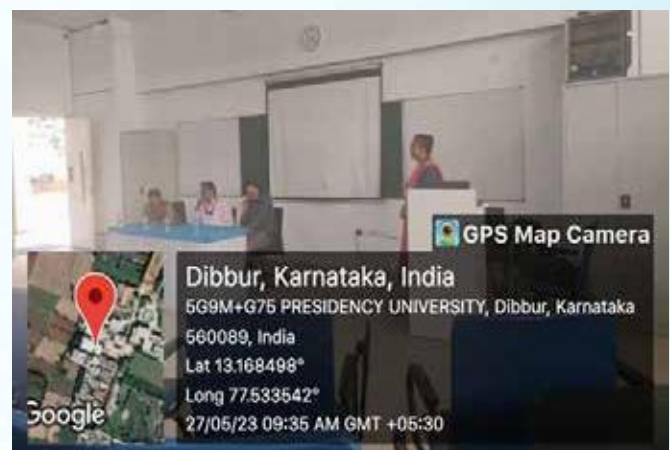 GPS Map Camera
Dibbur, Karnataka, India
5G9M+G75 PRESIDENCY UNIVERSITY, Dibbur, Karnataka
560089, India
Lat 13.168498°
Long 77.533542°
27/05/23 09:35 AM GMT +05:30
Google